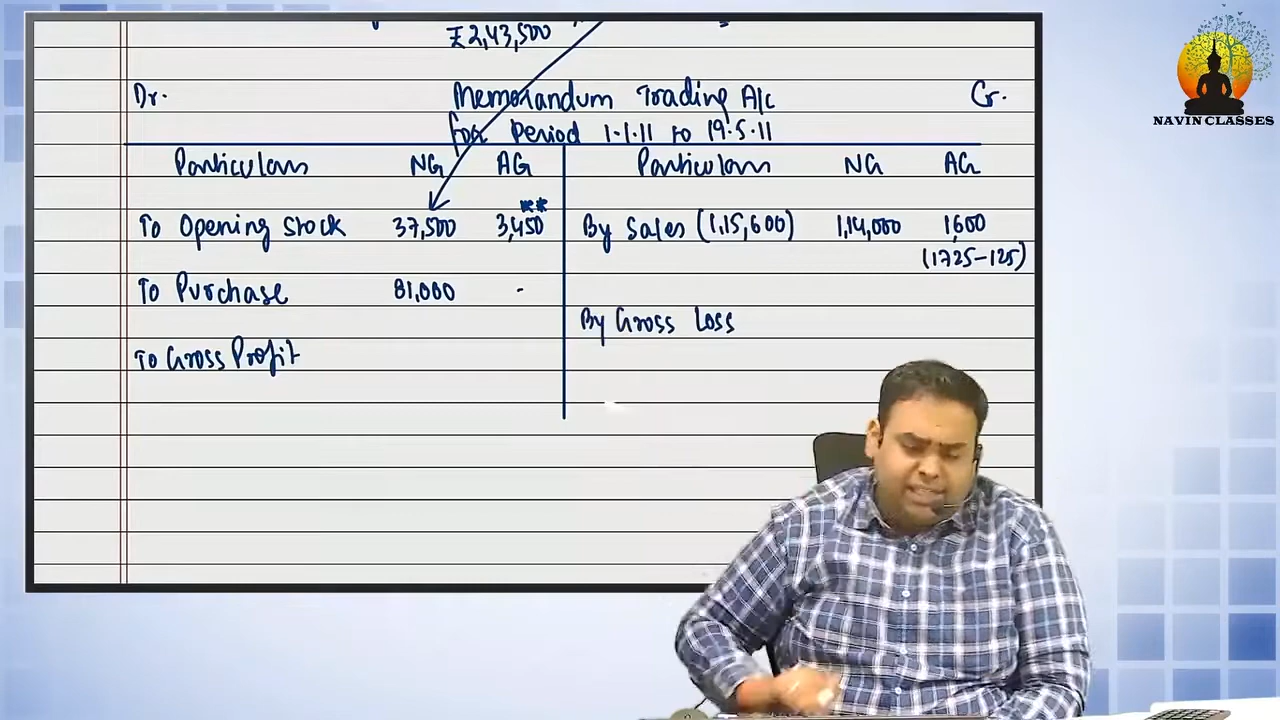 ₹2,43,500
Dr. Memorandum Trading A/c Cr.
for Period 1.1.11 to 19.5.11
Particulars NG AG Particulars NG AG
**
To Opening Stock 37,500 3,450 By Sales (1,15,600) 1,14,000 1600
(1725-125)
To Purchase 81,000 -
By Gross Loss
To Gross Profit
NAVIN CLASSES